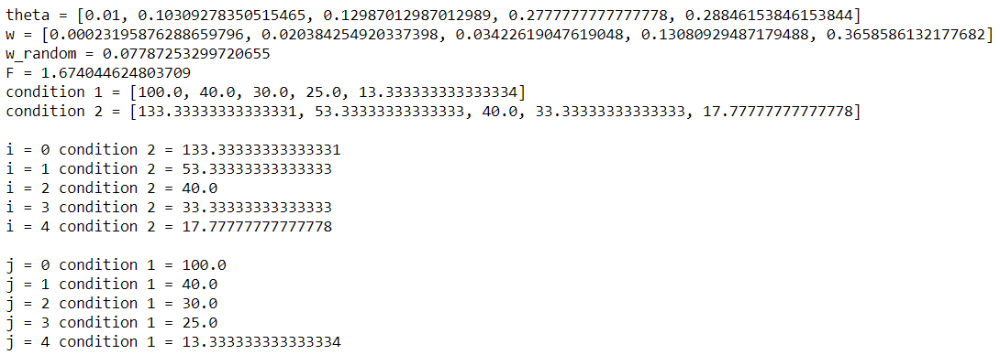 theta = [0.01, 0.10309278350515465, 0.12987012987012989, 0.2777777777777778, 0.28846153846153844]
w = [0.00023195876288659796, 0.020384254920337398, 0.03422619047619048, 0.13080929487179488, 0.3658586132177682]
w_random = 0.07787253299720655
F = 1.674044624803709
condition 1 = [100.0, 40.0, 30.0, 25.0, 13.333333333333334]
condition 2 = [133.33333333333331, 53.33333333333333, 40.0, 33.33333333333333, 17.77777777777778]
i = 0 condition 2 = 133.33333333333331
i = 1 condition 2 = 53.33333333333333
i = 2 condition 2 = 40.0
i = 3 condition 2 = 33.33333333333333
i = 4 condition 2 = 17.77777777777778
j = 0 condition 1 = 100.0
j = 1 condition 1 = 40.0
j = 2 condition 1 = 30.0
j = 3 condition 1 = 25.0
j = 4 condition 1 = 13.333333333333334